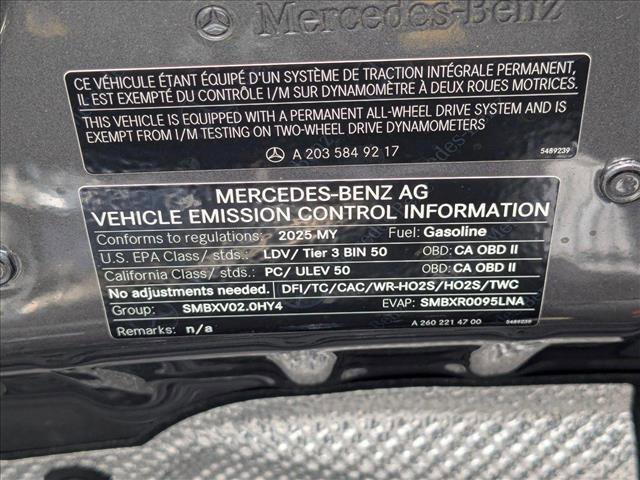 Mercedes-Benz
CE VÉHICULE ÉTANT ÉQUIPÉ D'UN SYSTÈME DE TRACTION INTÉGRALE PERMANENT,
IL EST EXEMPTÉ DU CONTRÔLE I/M SUR DYNAMOMÈTRE À DEUX ROUES MOTRICES.
THIS VEHICLE IS EQUIPPED WITH A PERMANENT ALL-WHEEL DRIVE SYSTEM AND IS
EXEMPT FROM I/M TESTING ON TWO-WHEEL DRIVE DYNAMOMETERS
A 203 584 92 17 5489239
MERCEDES-BENZ AG
VEHICLE EMISSION CONTROL INFORMATION
Conforms to regulations: 2025 MY Fuel: Gasoline
U.S. EPA Class/ stds.: LDV/ Tier 3 BIN 50 OBD: CA OBD II
California Class/ stds.: PC/ ULEV 50 OBD: CA OBD II
No adjustments needed. DFI/TC/CAC/WR-HO2S/HO2S/TWC
Group: SMBXV02.0HY4 EVAP: SMBXR0095LNA
Remarks: n/a A 260 221 47 00 5489239